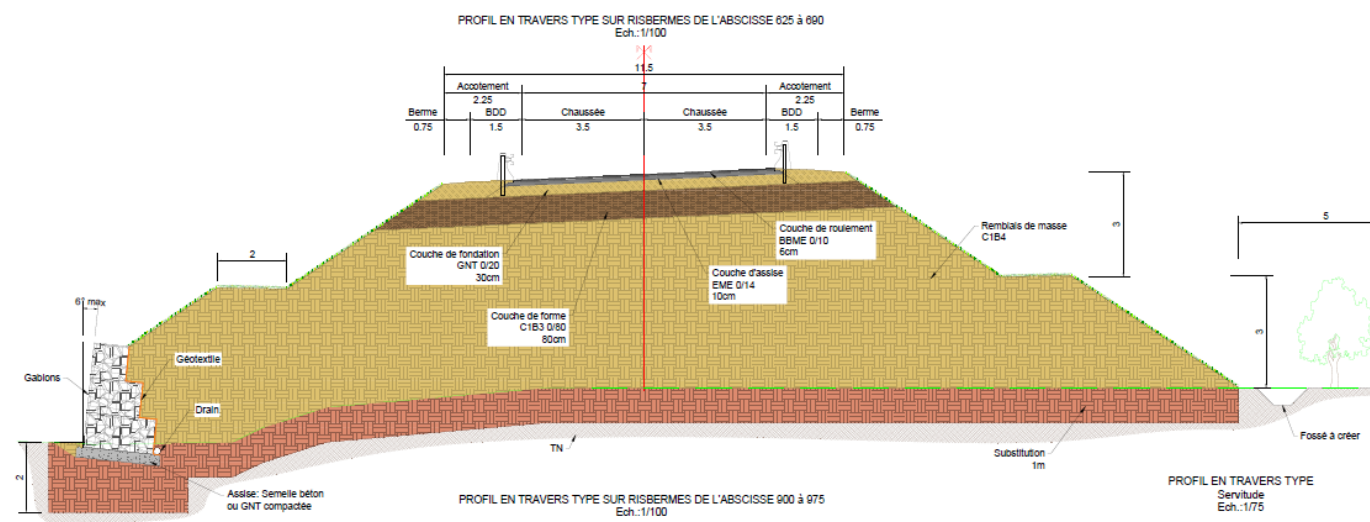 PROFIL EN TRAVERS TYPE SUR RISBERMES DE L'ABSCISSE 625 à 690
Ech.:1/100
11.5
Accotement
7
Accotement
2.25
2.25
Berme
BDD
Chaussée
Chaussée
BDD
Berme
0.75
1.5
3.5
3.5
1.5
0.75
5
2
3
Remblais de masse
C1B4
Couche de roulement
BBME 0/10
6cm
Couche de fondation
GNT 0/20
30cm
Couche d'assise
EME 0/14
10cm
Couche de forme
C1B3 0/80
80cm
6° max
3
Géotextile
Gabions
Drain
TN
Substitution
1m
Fossé à créer
2
Assise: Semelle béton
ou GNT compactée
PROFIL EN TRAVERS TYPE SUR RISBERMES DE L'ABSCISSE 900 à 975
Ech.:1/100
PROFIL EN TRAVERS TYPE
Servitude
Ech.:1/75